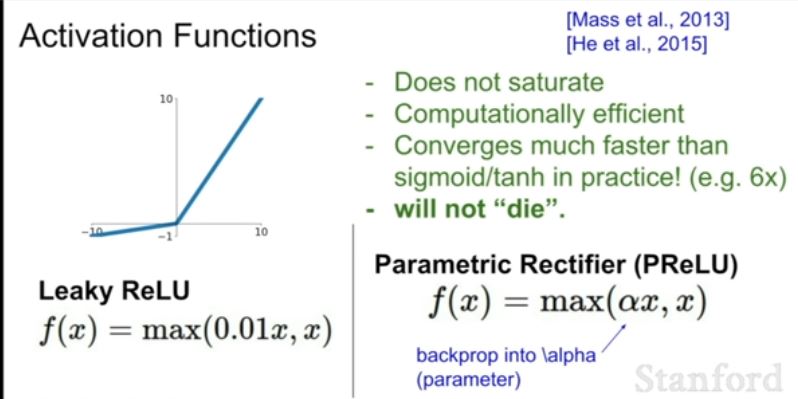 Activation Functions
[Mass et al., 2013]
[He et al., 2015]
10
-10
-1
10
- Does not saturate
- Computationally efficient
- Converges much faster than
sigmoid/tanh in practice! (e.g. 6x)
- will not “die”.
Leaky ReLU
f(x) = max(0.01x, x)
Parametric Rectifier (PReLU)
f(x) = max(αx, x)
backprop into \alpha
(parameter)
Stanford